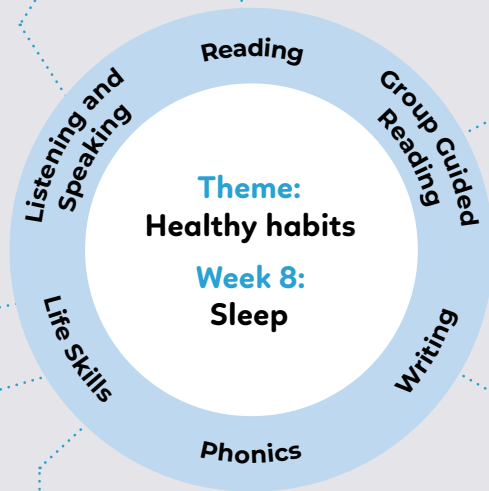 Reading
Group Guided
Reading
Writing
Phonics
Life Skills
Listening and
Speaking
Theme:
Healthy habits
Week 8:
Sleep